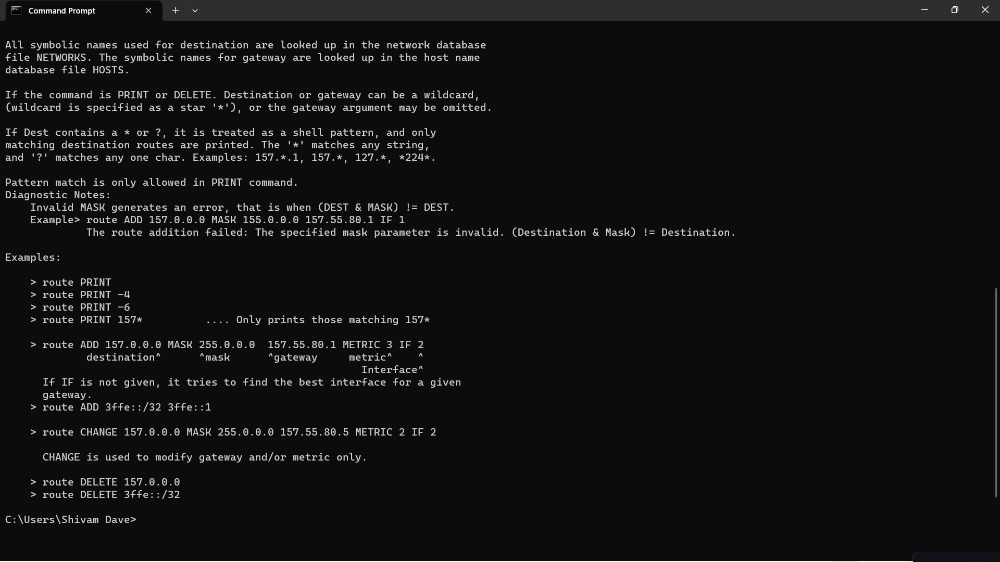 Command Prompt
All symbolic names used for destination are looked up in the network database
file NETWORKS. The symbolic names for gateway are looked up in the host name
database file HOSTS.
If the command is PRINT or DELETE. Destination or gateway can be a wildcard,
(wildcard is specified as a star '*'), or the gateway argument may be omitted.
If Dest contains a * or ?, it is treated as a shell pattern, and only
matching destination routes are printed. The '*' matches any string,
and '?' matches any one char. Examples: 157.*.1, 157.*, 127.*, *224*.
Pattern match is only allowed in PRINT command.
Diagnostic Notes:
    Invalid MASK generates an error, that is when (DEST & MASK) != DEST.
    Example> route ADD 157.0.0.0 MASK 155.0.0.0 157.55.80.1 IF 1
             The route addition failed: The specified mask parameter is invalid. (Destination & Mask) != Destination.
Examples:
    > route PRINT
    > route PRINT -4
    > route PRINT -6
    > route PRINT 157*          .... Only prints those matching 157*
    > route ADD 157.0.0.0 MASK 255.0.0.0  157.55.80.1 METRIC 3 IF 2
             destination^      ^mask      ^gateway     metric^    ^
                                                         Interface^
      If IF is not given, it tries to find the best interface for a given
      gateway.
    > route ADD 3ffe::/32 3ffe::1
    > route CHANGE 157.0.0.0 MASK 255.0.0.0 157.55.80.5 METRIC 2 IF 2
      CHANGE is used to modify gateway and/or metric only.
    > route DELETE 157.0.0.0
    > route DELETE 3ffe::/32
C:\Users\Shivam Dave>